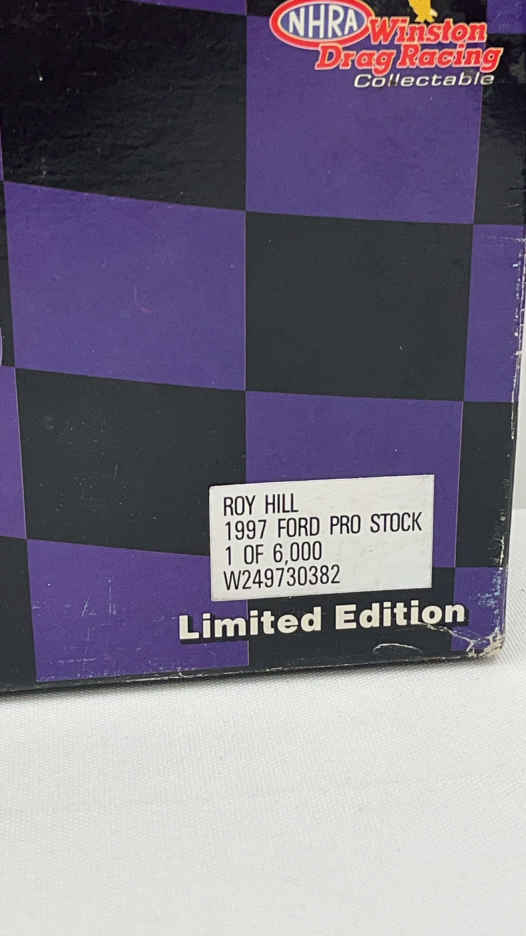 NHRA Winston
Drag Racing
Collectable
ROY HILL
1997 FORD PRO STOCK
1 OF 6,000
W249730382
Limited Edition